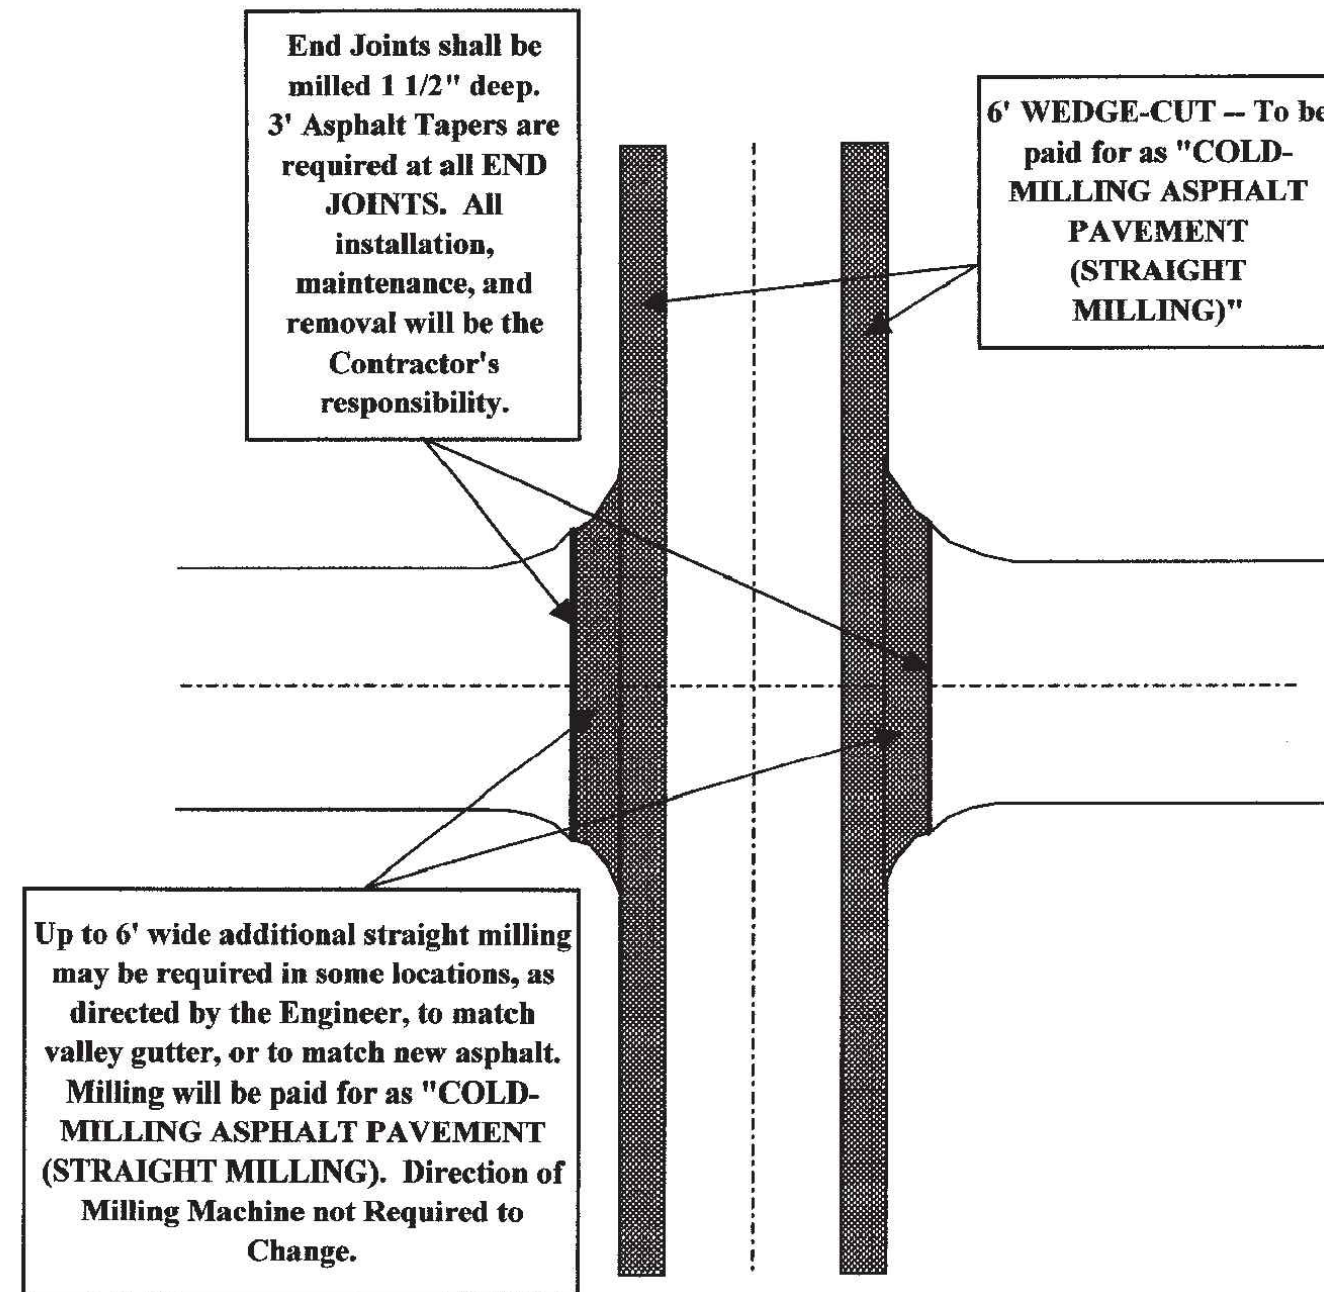 End Joints shall be
milled 1 1/2" deep.
3' Asphalt Tapers are
required at all END
JOINTS. All
installation,
maintenance, and
removal will be the
Contractor's
responsibility.
6' WEDGE-CUT -- To be
paid for as "COLD-
MILLING ASPHALT
PAVEMENT
(STRAIGHT
MILLING)"
Up to 6' wide additional straight milling
may be required in some locations, as
directed by the Engineer, to match
valley gutter, or to match new asphalt.
Milling will be paid for as "COLD-
MILLING ASPHALT PAVEMENT
(STRAIGHT MILLING). Direction of
Milling Machine not Required to
Change.